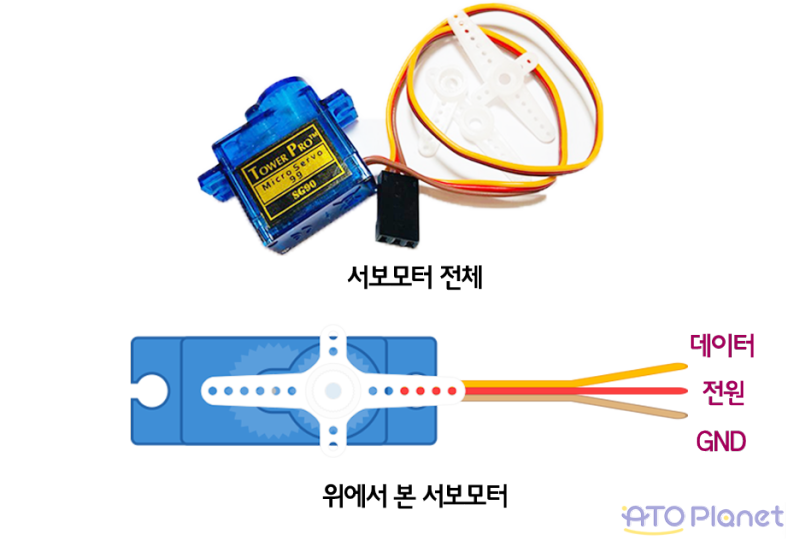 TOWER PRO™
Micro Servo
9g
SG90
서보모터 전체
데이터
전원
GND
위에서 본 서보모터
ATO Planet